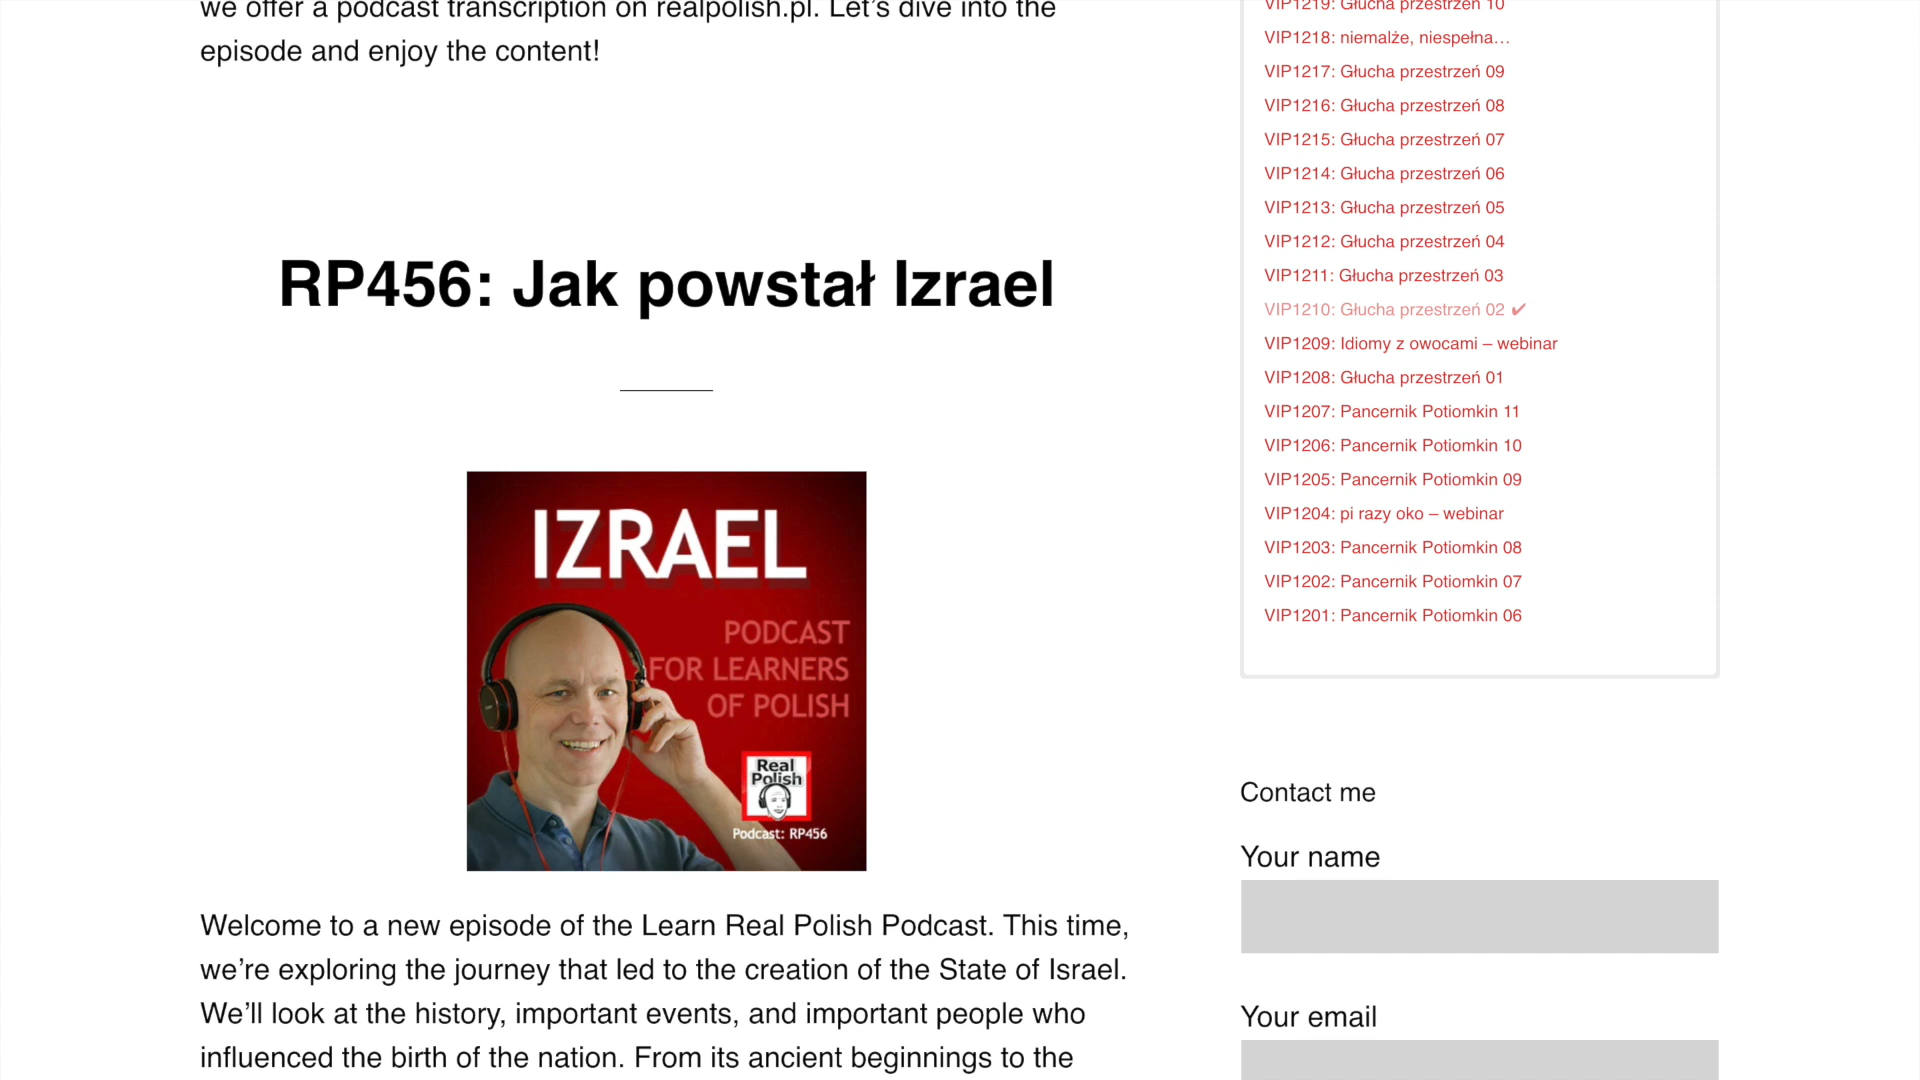 we offer a podcast transcription on realpolish.pl. Let’s dive into the
episode and enjoy the content!
RP456: Jak powstał Izrael
IZRAEL
PODCAST
FOR LEARNERS
OF POLISH
Real
Polish
Podcast: RP456
Welcome to a new episode of the Learn Real Polish Podcast. This time,
we’re exploring the journey that led to the creation of the State of Israel.
We’ll look at the history, important events, and important people who
influenced the birth of the nation. From its ancient beginnings to the
VIP1219: Głucha przestrzeń 10
VIP1218: niemalże, niespełna…
VIP1217: Głucha przestrzeń 09
VIP1216: Głucha przestrzeń 08
VIP1215: Głucha przestrzeń 07
VIP1214: Głucha przestrzeń 06
VIP1213: Głucha przestrzeń 05
VIP1212: Głucha przestrzeń 04
VIP1211: Głucha przestrzeń 03
VIP1210: Głucha przestrzeń 02 ✔
VIP1209: Idiomy z owocami – webinar
VIP1208: Głucha przestrzeń 01
VIP1207: Pancernik Potiomkin 11
VIP1206: Pancernik Potiomkin 10
VIP1205: Pancernik Potiomkin 09
VIP1204: pi razy oko – webinar
VIP1203: Pancernik Potiomkin 08
VIP1202: Pancernik Potiomkin 07
VIP1201: Pancernik Potiomkin 06
Contact me
Your name
Your email